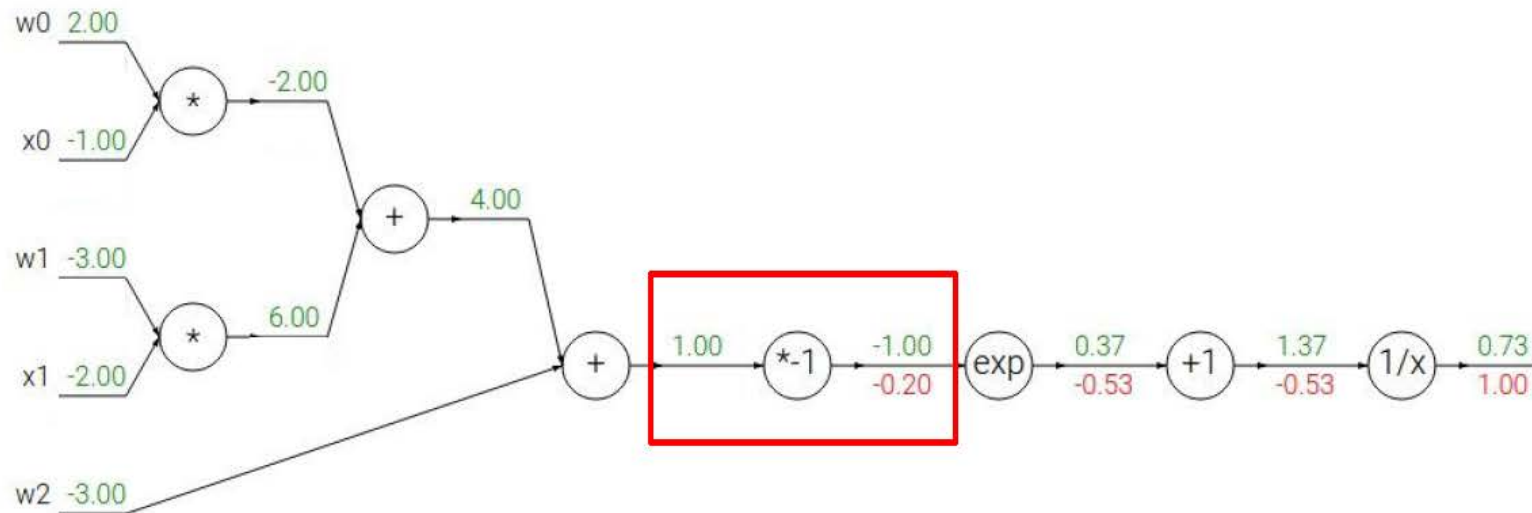 w0 2.00
-2.00
*
x0 -1.00
4.00
+
w1 -3.00
6.00
*
x1 -2.00
1.00 -1.00 0.37 1.37 0.73
+ *-1 exp +1 1/x
-0.20 -0.53 -0.53 1.00
w2 -3.00